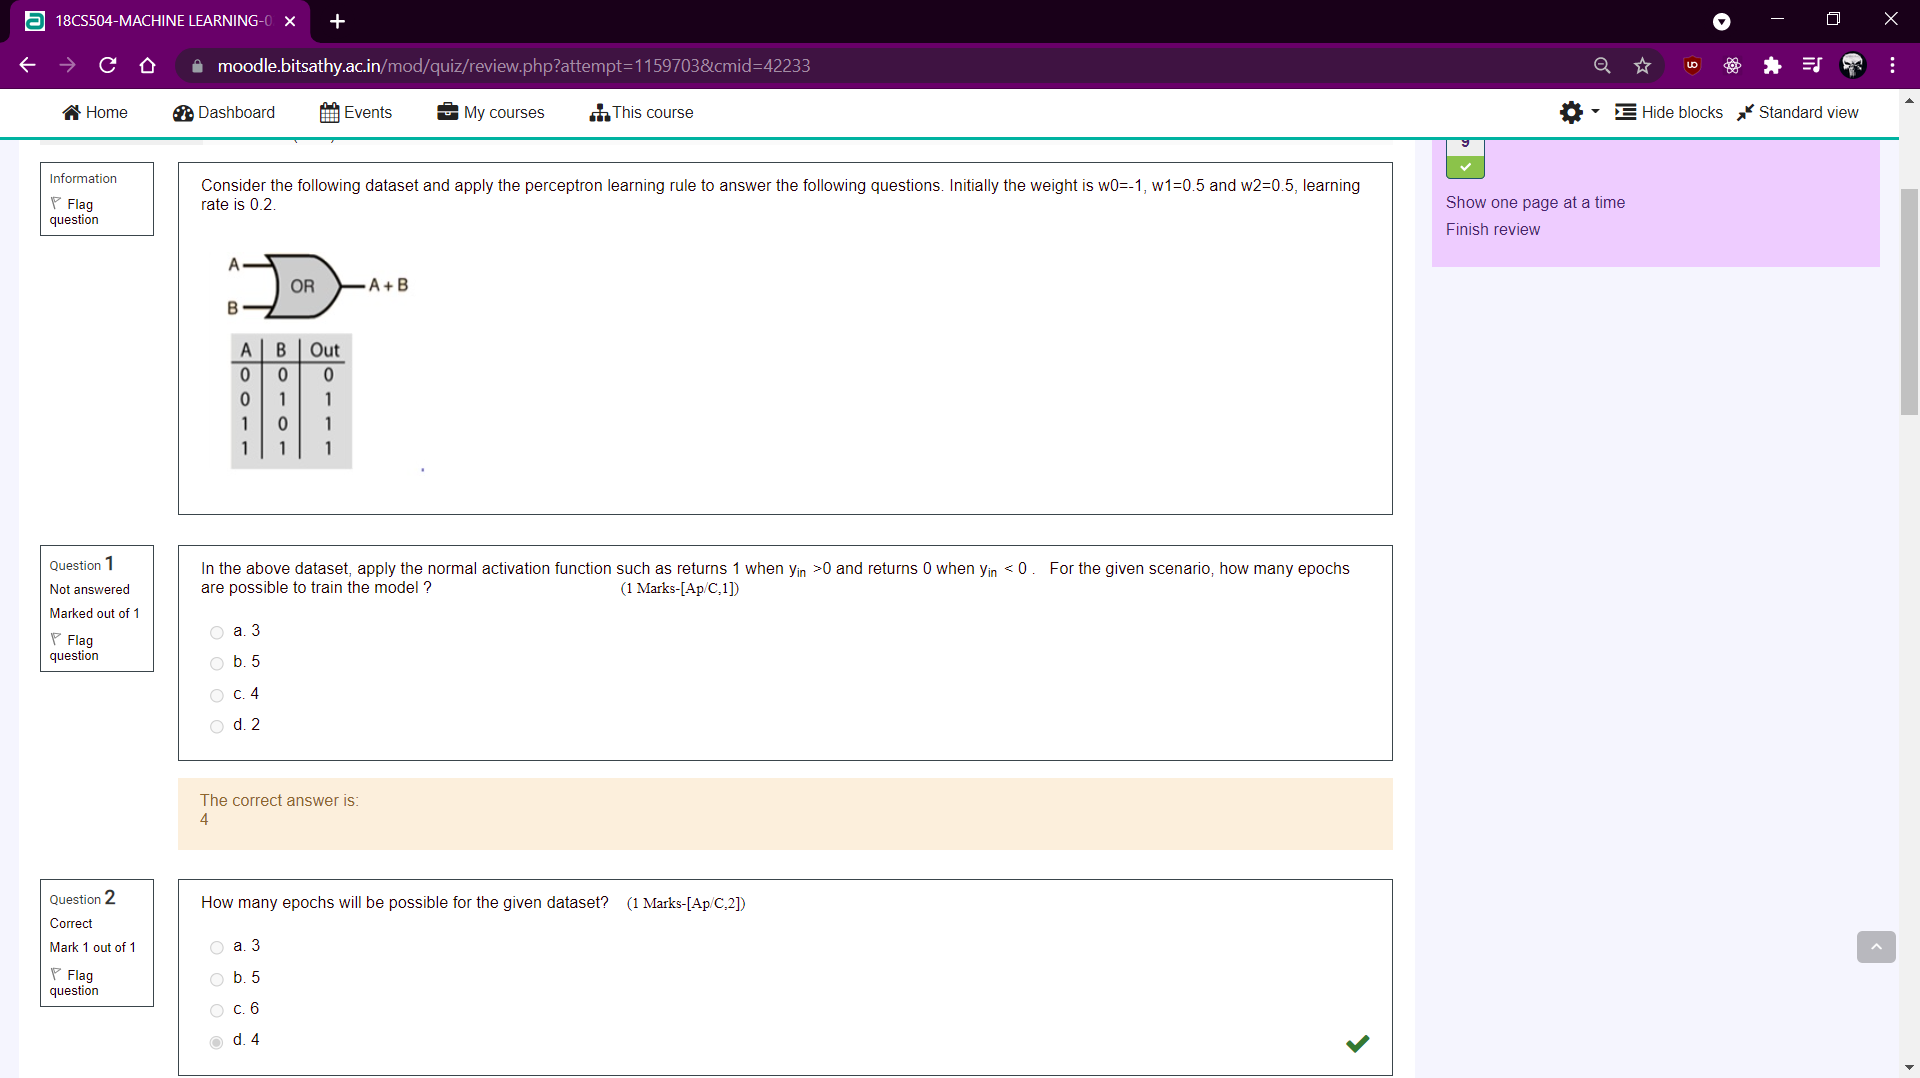 18CS504-MACHINE LEARNING-0
moodle.bitsathy.ac.in/mod/quiz/review.php?attempt=1159703&cmid=42233
Home
Dashboard
Events
My courses
This course
Hide blocks
Standard view
Information
Flag
question
Consider the following dataset and apply the perceptron learning rule to answer the following questions. Initially the weight is w0=-1, w1=0.5 and w2=0.5, learning
rate is 0.2.
A
OR
A + B
B
A B Out
0 0 0
0 1 1
1 0 1
1 1 1
9
Show one page at a time
Finish review
Question 1
Not answered
Marked out of 1
Flag
question
In the above dataset, apply the normal activation function such as returns 1 when yin >0 and returns 0 when yin < 0 . For the given scenario, how many epochs
are possible to train the model ? (1 Marks-[Ap/C,1])
a. 3
b. 5
c. 4
d. 2
The correct answer is:
4
Question 2
Correct
Mark 1 out of 1
Flag
question
How many epochs will be possible for the given dataset? (1 Marks-[Ap/C,2])
a. 3
b. 5
c. 6
d. 4